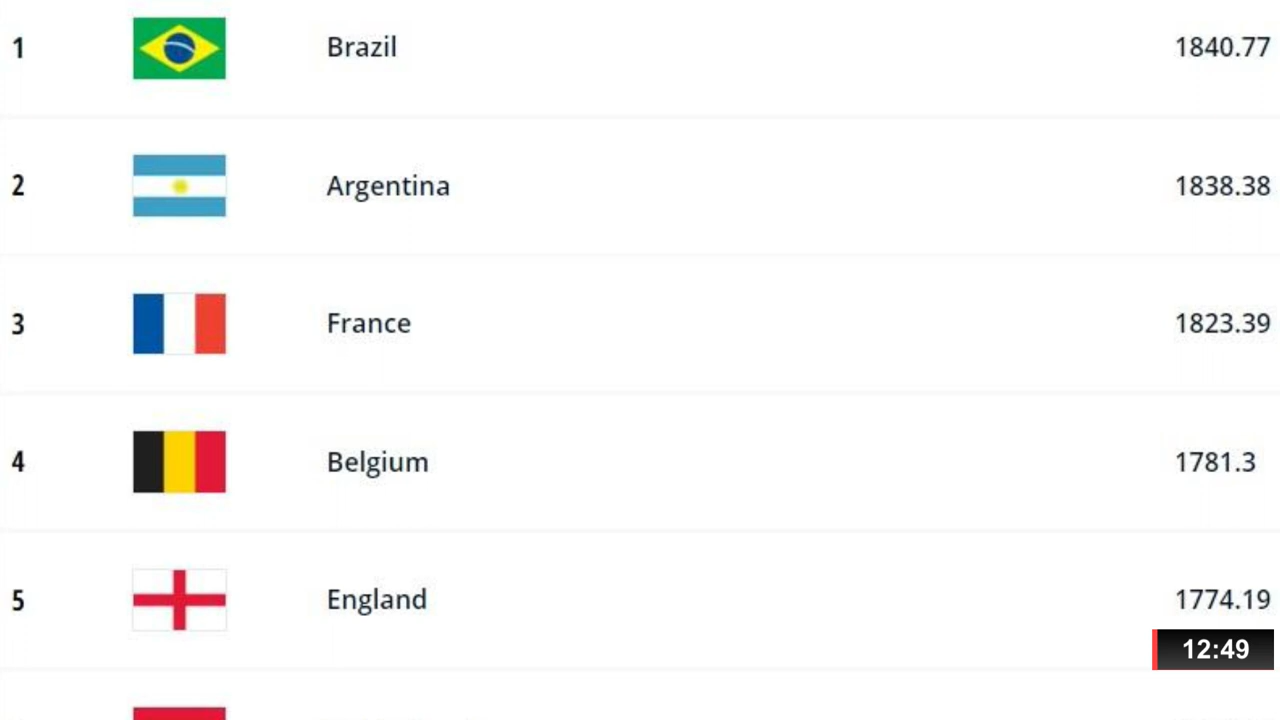 1 Brazil 1840.77
2 Argentina 1838.38
3 France 1823.39
4 Belgium 1781.3
5 England 1774.19
12:49